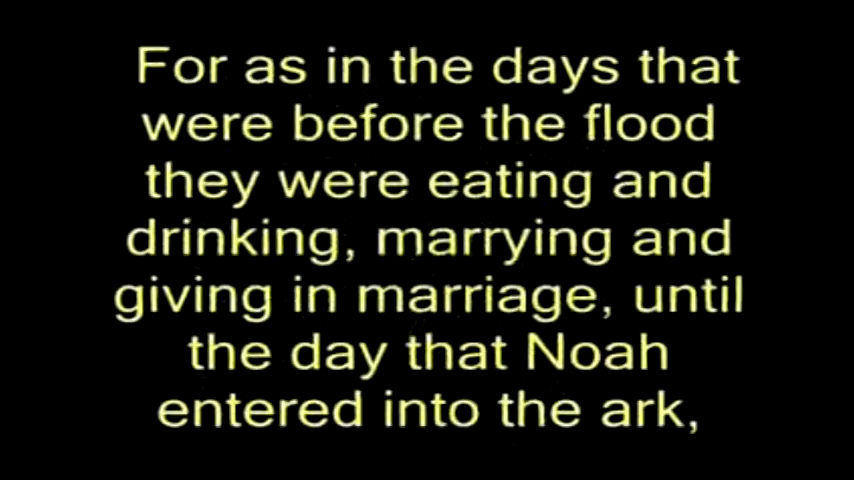 For as in the days that
were before the flood
they were eating and
drinking, marrying and
giving in marriage, until
the day that Noah
entered into the ark,